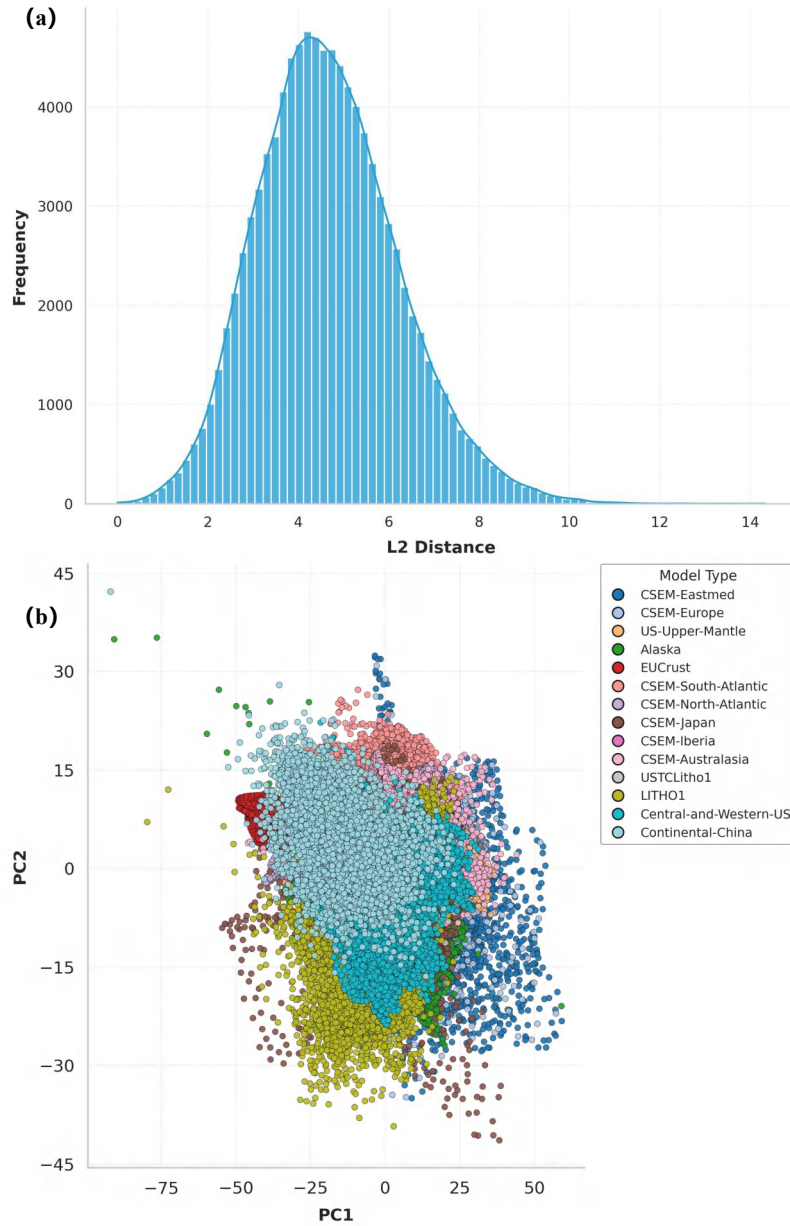 (a)
Frequency
4000
3000
2000
1000
0
0 2 4 6 8 10 12 14
L2 Distance
(b)
PC2
45
30
15
0
−15
−30
−45
−75 −50 −25 0 25 50
PC1
Model Type
CSEM-Eastmed
CSEM-Europe
US-Upper-Mantle
Alaska
EUCrust
CSEM-South-Atlantic
CSEM-North-Atlantic
CSEM-Japan
CSEM-Iberia
CSEM-Australasia
USTCLitho1
LITHO1
Central-and-Western-US
Continental-China